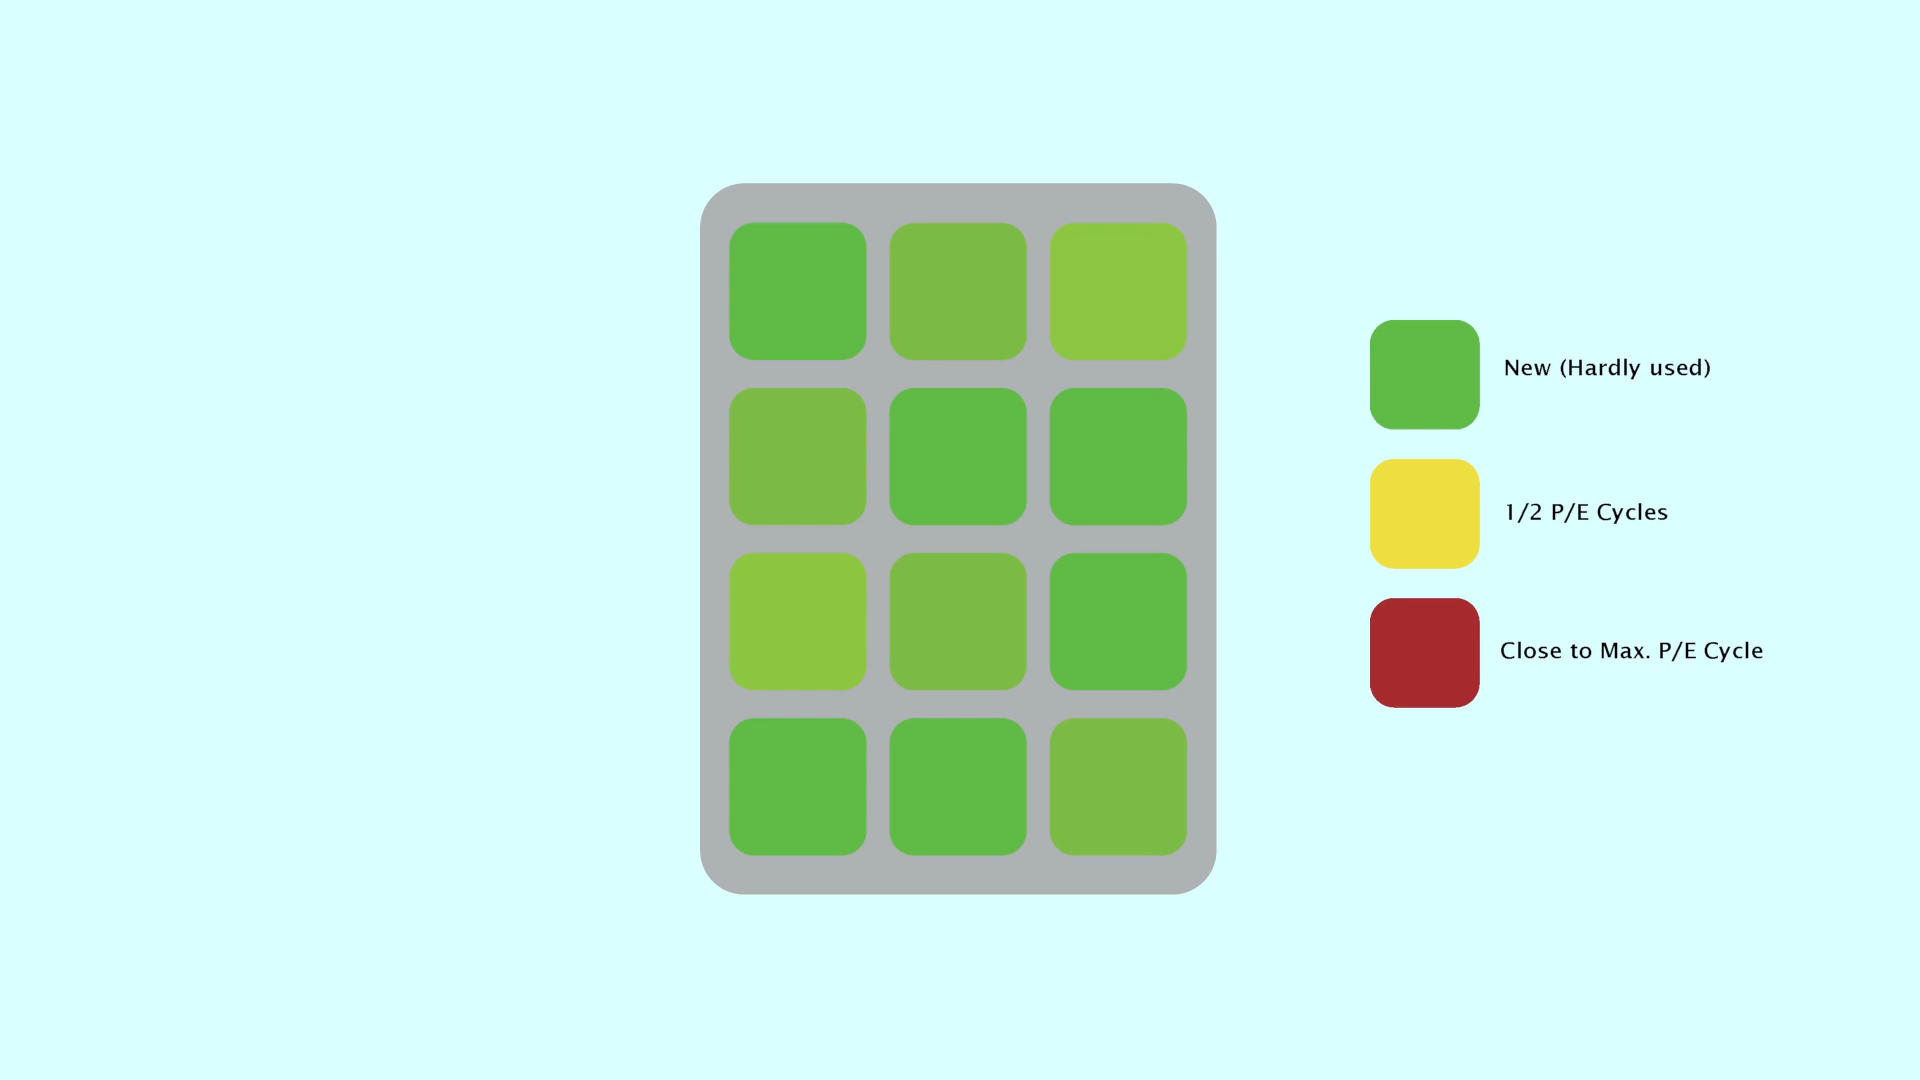 New (Hardly used)
1/2 P/E Cycles
Close to Max. P/E Cycle